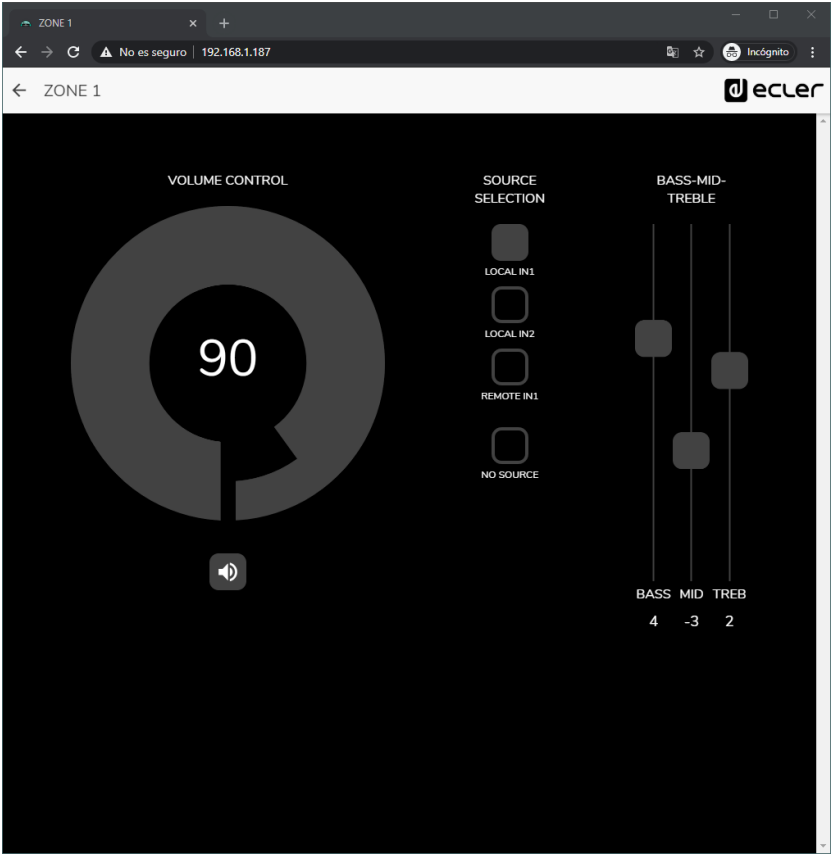 ZONE 1
No es seguro 192.168.1.187
Incógnito
ZONE 1
ecler
VOLUME CONTROL
90
SOURCE
SELECTION
LOCAL IN1
LOCAL IN2
REMOTE IN1
NO SOURCE
BASS-MID-
TREBLE
BASS MID TREB
4 -3 2